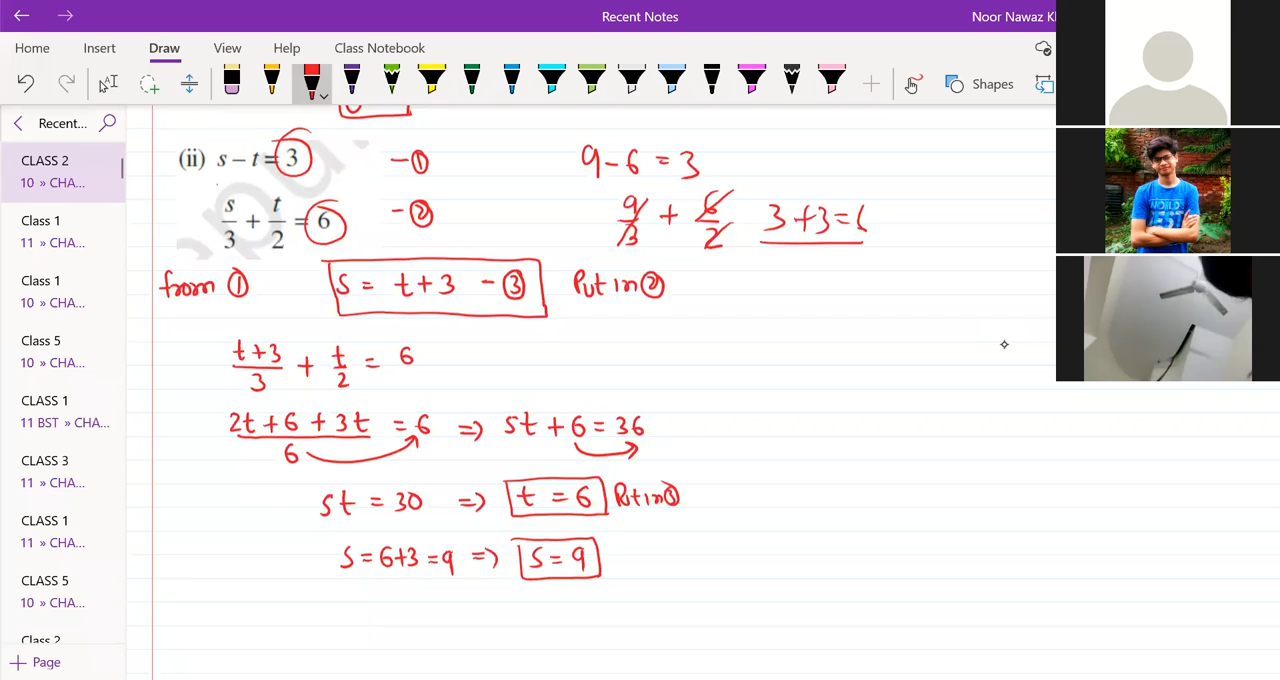 Recent Notes
Noor Nawaz Kh
Home Insert Draw View Help Class Notebook
Shapes
Recent...
CLASS 2
10 » CHA...
Class 1
11 » CHA...
Class 1
10 » CHA...
Class 5
10 » CHA...
CLASS 1
11 BST » CHA...
CLASS 3
11 » CHA...
CLASS 1
11 » CHA...
CLASS 5
10 » CHA...
Class 2
+ Page
(ii) s – t = 3 – ①
9 – 6 = 3
s/3 + t/2 = 6 – ②
9/3 + 6/2 3 + 3 = 6
from ① s = t + 3 – ③ Put in ②
t+3/3 + t/2 = 6
2t + 6 + 3t/6 = 6 => 5t + 6 = 36
5t = 30 => t = 6 Put in ③
s = 6+3 = 9 => s = 9